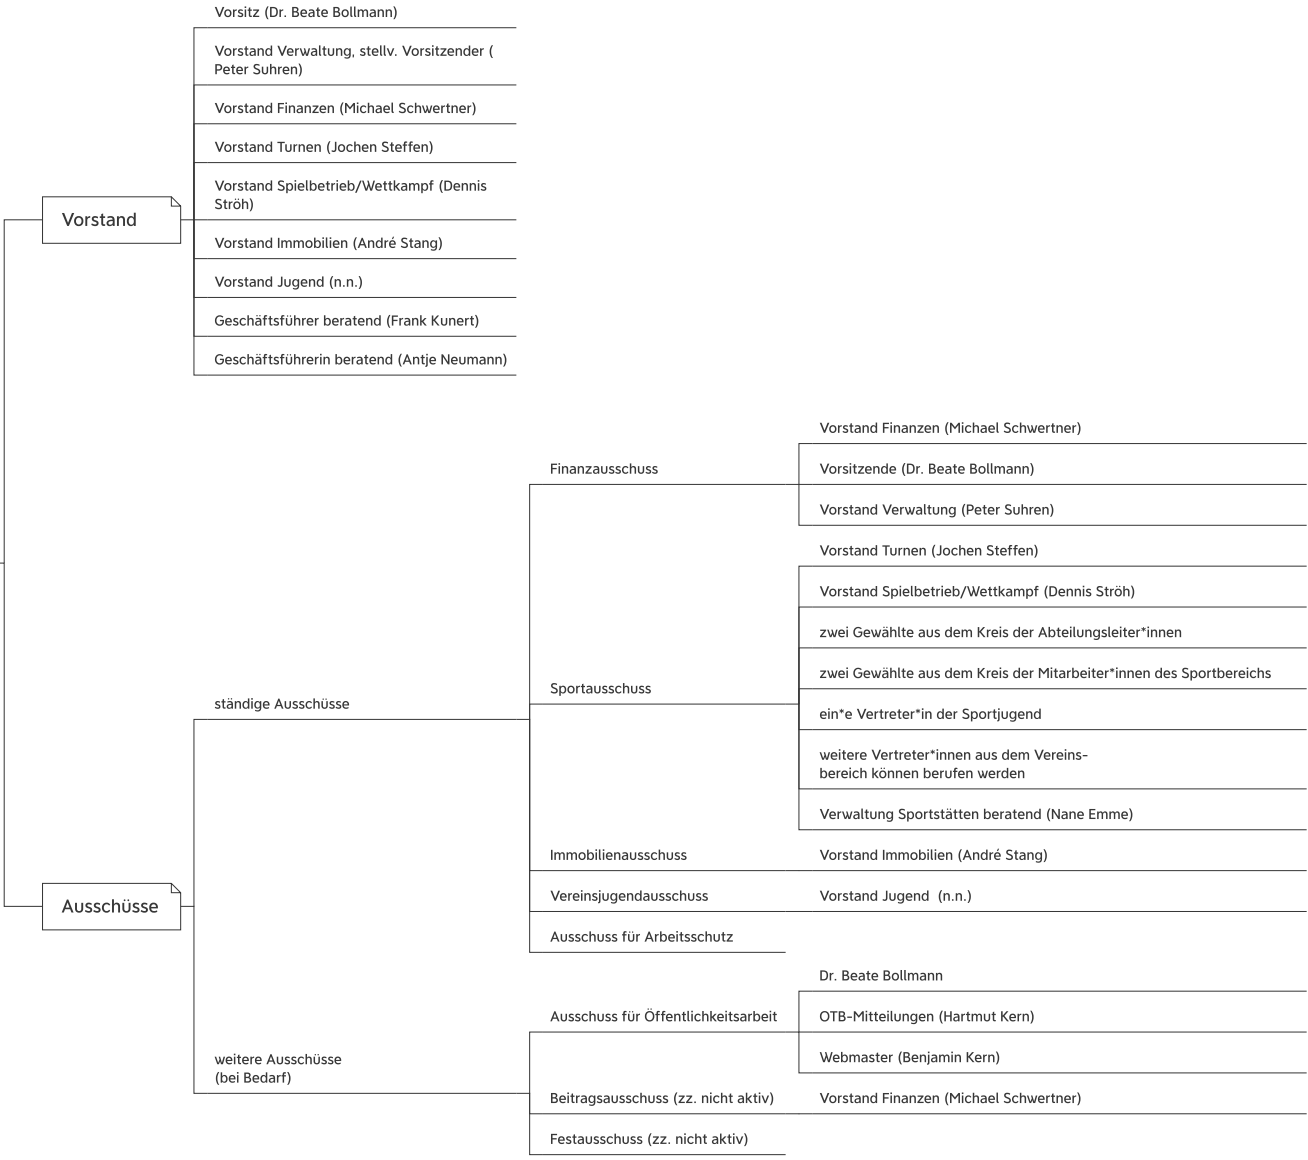 Vorsitz (Dr. Beate Bollmann)
Vorstand Verwaltung, stellv. Vorsitzender (
Peter Suhren)
Vorstand Finanzen (Michael Schwertner)
Vorstand Turnen (Jochen Steffen)
Vorstand Spielbetrieb/Wettkampf (Dennis
Ströh)
Vorstand
Vorstand Immobilien (André Stang)
Vorstand Jugend (n.n.)
Geschäftsführer beratend (Frank Kunert)
Geschäftsführerin beratend (Antje Neumann)
Vorstand Finanzen (Michael Schwertner)
Finanzausschuss
Vorsitzende (Dr. Beate Bollmann)
Vorstand Verwaltung (Peter Suhren)
Vorstand Turnen (Jochen Steffen)
Vorstand Spielbetrieb/Wettkampf (Dennis Ströh)
zwei Gewählte aus dem Kreis der Abteilungsleiter*innen
zwei Gewählte aus dem Kreis der Mitarbeiter*innen des Sportbereichs
Sportausschuss
ständige Ausschüsse
ein*e Vertreter*in der Sportjugend
weitere Vertreter*innen aus dem Vereins-
bereich können berufen werden
Verwaltung Sportstätten beratend (Nane Emme)
Immobilienausschuss
Vorstand Immobilien (André Stang)
Vereinsjugendausschuss
Vorstand Jugend (n.n.)
Ausschüsse
Ausschuss für Arbeitsschutz
Dr. Beate Bollmann
Ausschuss für Öffentlichkeitsarbeit
OTB-Mitteilungen (Hartmut Kern)
Webmaster (Benjamin Kern)
weitere Ausschüsse
(bei Bedarf)
Beitragsausschuss (zz. nicht aktiv)
Vorstand Finanzen (Michael Schwertner)
Festausschuss (zz. nicht aktiv)